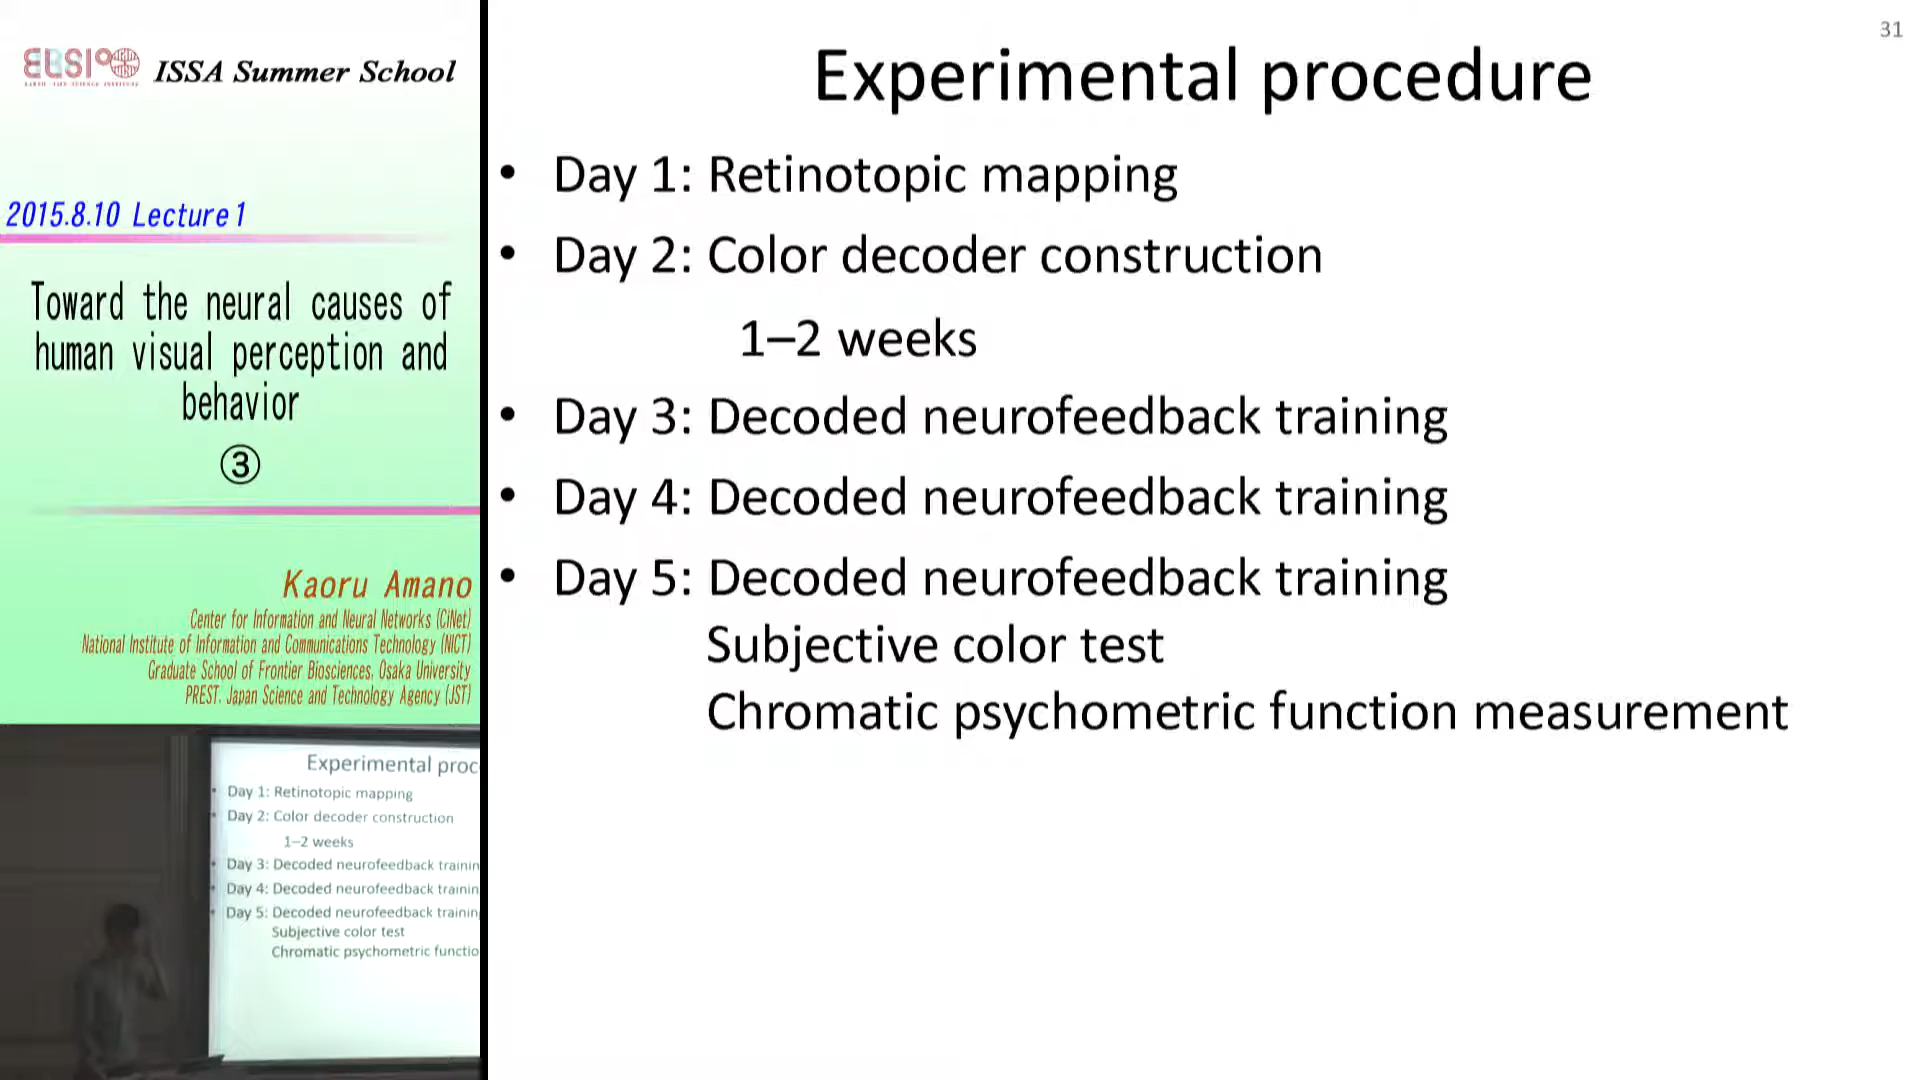 ELSI
EARTH-LIFE SCIENCE INSTITUTE
ISSA Summer School
2015.8.10 Lecture1
Toward the neural causes of
human visual perception and
behavior
③
Kaoru Amano
Center for Information and Neural Networks (CiNet)
National Institute of Information and Communications Technology (NICT)
Graduate School of Frontier Biosciences, Osaka University
PREST. Japan Science and Technology Agency (JST)
31
Experimental procedure
• Day 1: Retinotopic mapping
• Day 2: Color decoder construction
1–2 weeks
• Day 3: Decoded neurofeedback training
• Day 4: Decoded neurofeedback training
• Day 5: Decoded neurofeedback training
Subjective color test
Chromatic psychometric function measurement
Experimental proc
• Day 1: Retinotopic mapping
• Day 2: Color decoder construction
1–2 weeks
• Day 3: Decoded neurofeedback trainin
• Day 4: Decoded neurofeedback trainin
• Day 5: Decoded neurofeedback trainin
Subjective color test
Chromatic psychometric functio